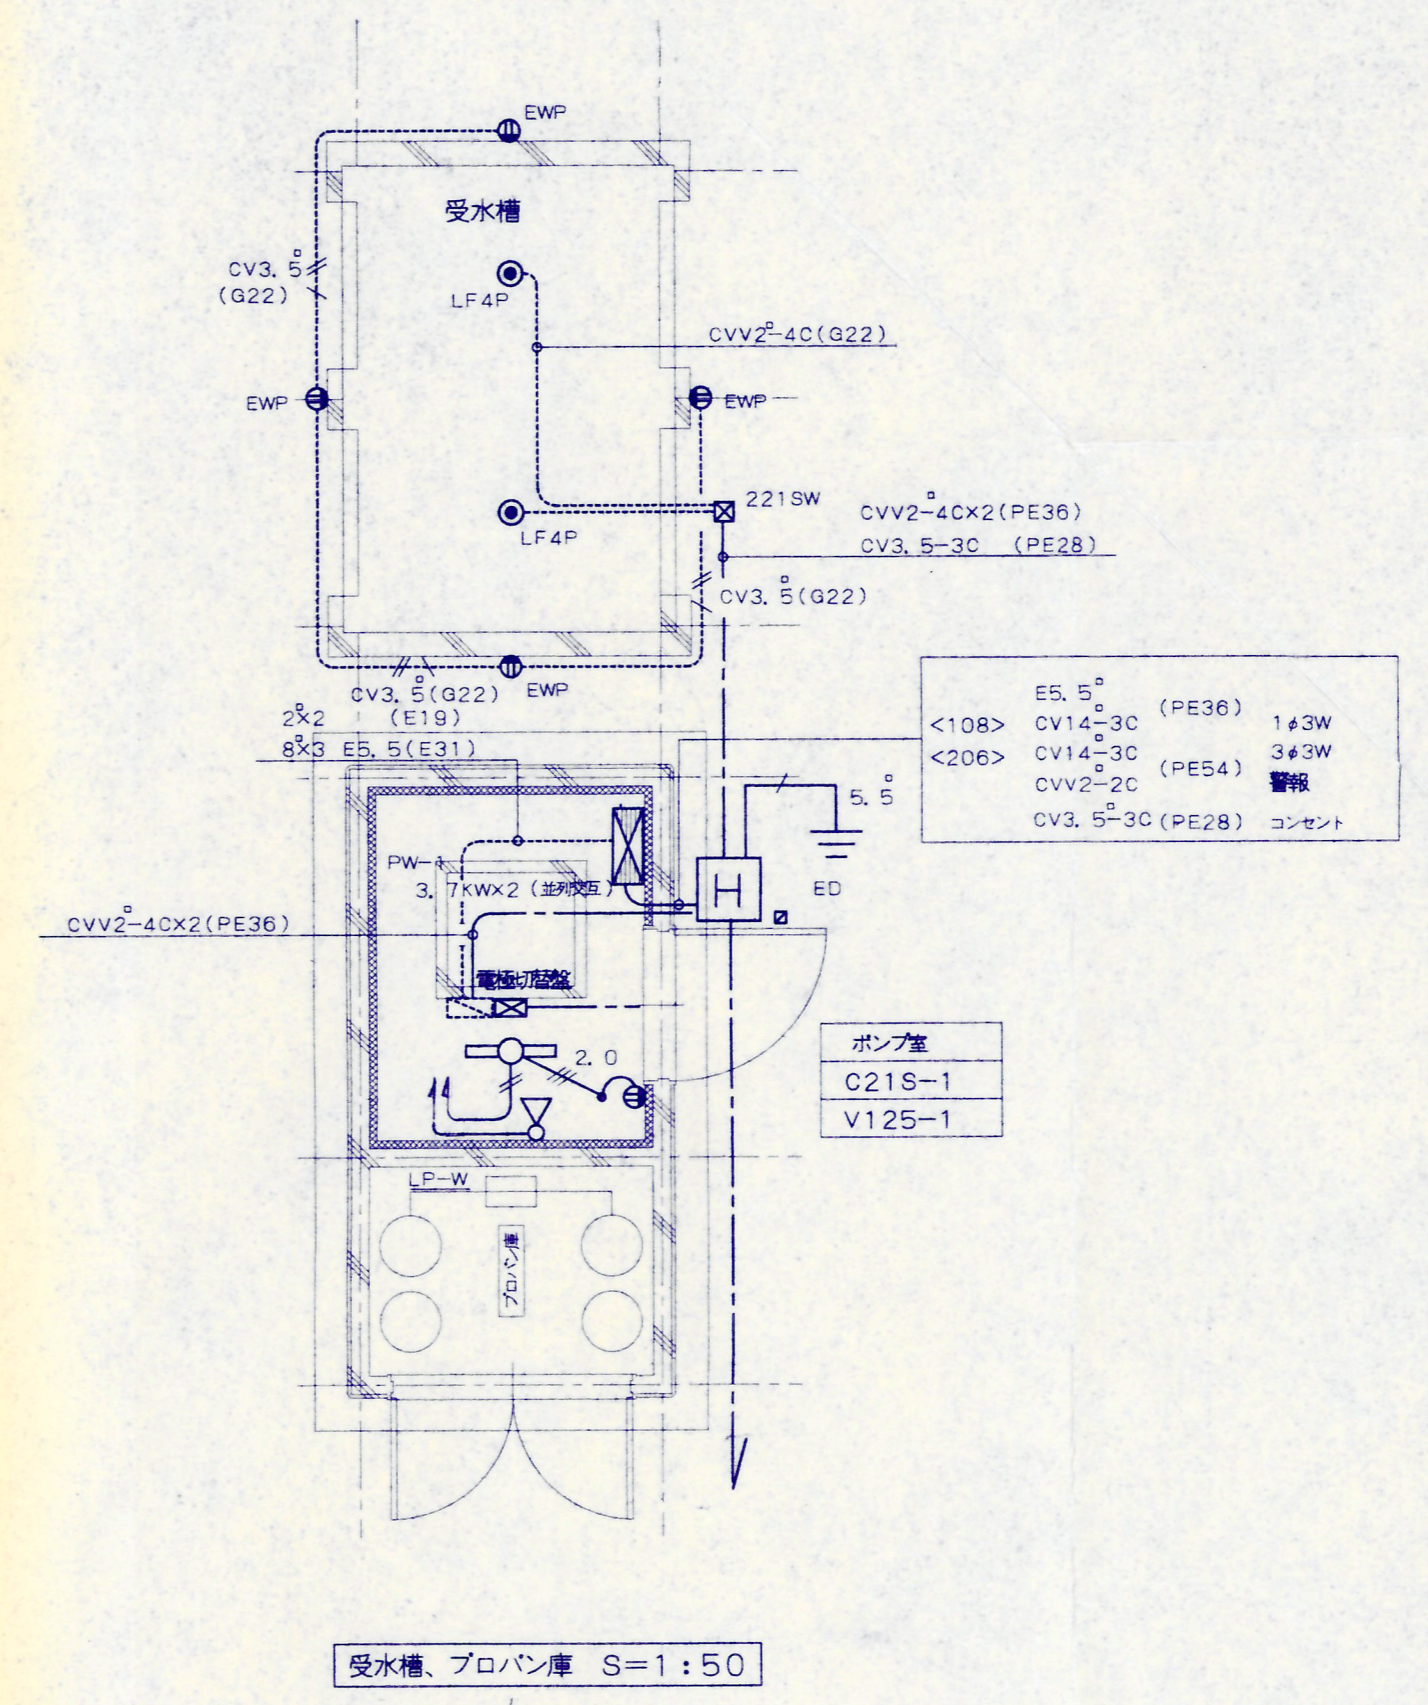 EWP
受水槽
CV3.5□
(G22)
LF4P
CVV2□-4C(G22)
EWP
EWP
221SW
CVV2□-4C×2(PE36)
CV3.5-3C (PE28)
LF4P
CV3.5□(G22)
EWP
CV3.5□(G22)
2□×2 (E19)
8□×3 E5.5(E31)
E5.5□ (PE36)
<108> CV14□-3C 1φ3W
<206> CV14□-3C (PE54) 3φ3W
CVV2□-2C 警報
CV3.5□-3C(PE28) コンセント
5.5□
PW-1
3.7KW×2(並列交互)
H
ED
CVV2□-4C×2(PE36)
電極切替盤
2.0
ポンプ室
C21S-1
V125-1
LP-W
プロパン庫
受水槽、プロパン庫 S=1:50